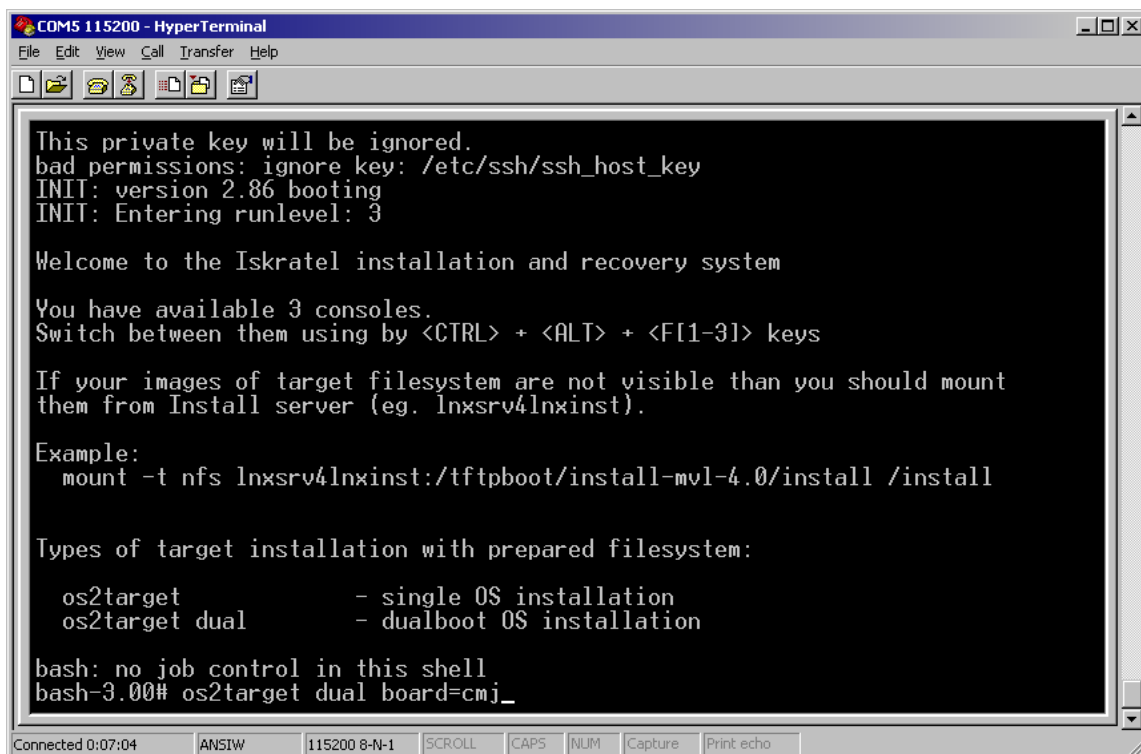 COM5 115200 - HyperTerminal
File Edit View Call Transfer Help
This private key will be ignored.
bad permissions: ignore key: /etc/ssh/ssh_host_key
INIT: version 2.86 booting
INIT: Entering runlevel: 3
Welcome to the Iskratel installation and recovery system
You have available 3 consoles.
Switch between them using by <CTRL> + <ALT> + <F[1-3]> keys
If your images of target filesystem are not visible than you should mount
them from Install server (eg. lnxsrv4lnxinst).
Example:
mount -t nfs lnxsrv4lnxinst:/tftpboot/install-mvl-4.0/install /install
Types of target installation with prepared filesystem:
os2target - single OS installation
os2target dual - dualboot OS installation
bash: no job control in this shell
bash-3.00# os2target dual board=cmj_
Connected 0:07:04 ANSIW 115200 8-N-1 SCROLL CAPS NUM Capture Print echo